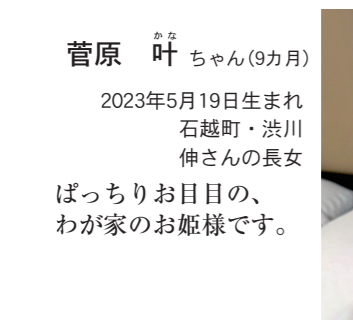 かな
菅原 叶ちゃん(9カ月)
2023年5月19日生まれ
石越町・渋川
伸さんの長女
ぱっちりお目目の、
わが家のお姫様です。